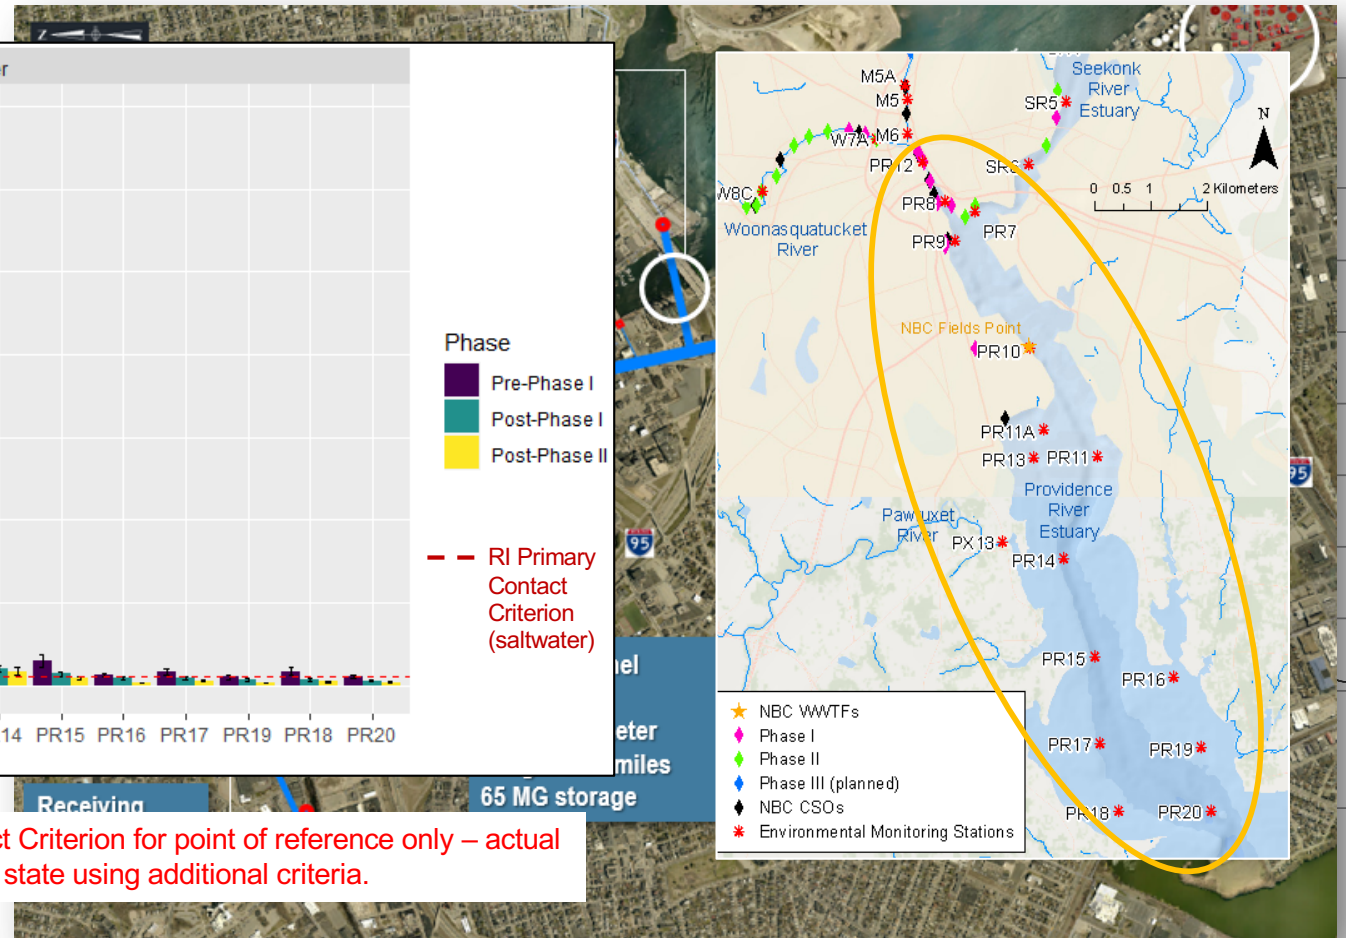 er
Phase
Pre-Phase I
Post-Phase I
Post-Phase II
RI Primary
Contact
Criterion
(saltwater)
14 PR15 PR16 PR17 PR19 PR18 PR20
95
95
nel
eter
miles
65 MG storage
Receiving
ct Criterion for point of reference only – actual
state using additional criteria.
M5A
M5
M6
W7A
PR12
W8C
PR8
PR9
PR7
SR5
SR6
Seekonk
River
Estuary
N
0 0.5 1 2 Kilometers
Woonasquatucket
River
NBC Fields Point
PR10
PR11A
PR13
PR11
Providence
River
Estuary
Pawtuxet
River
PX13
PR14
PR15
PR16
PR17
PR19
PR18
PR20
NBC WWTFs
Phase I
Phase II
Phase III (planned)
NBC CSOs
Environmental Monitoring Stations